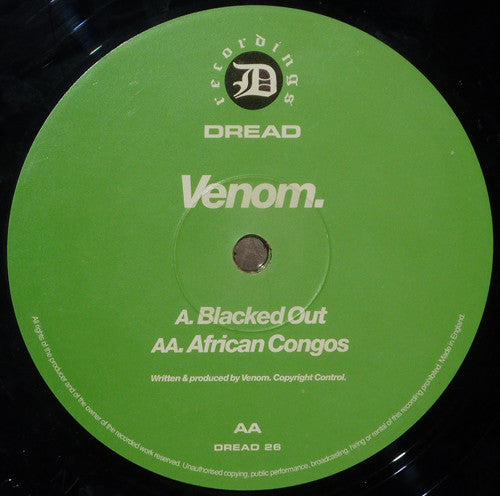 recordings
D
DREAD
Venom.
A. Blacked Out
AA. African Congos
Written & produced by Venom. Copyright Control.
AA
DREAD 26
All rights of the producer and of the owner of the recorded work reserved. Unauthorised copying, public performance, broadcasting, hiring or rental of this recording prohibited. Made in England.